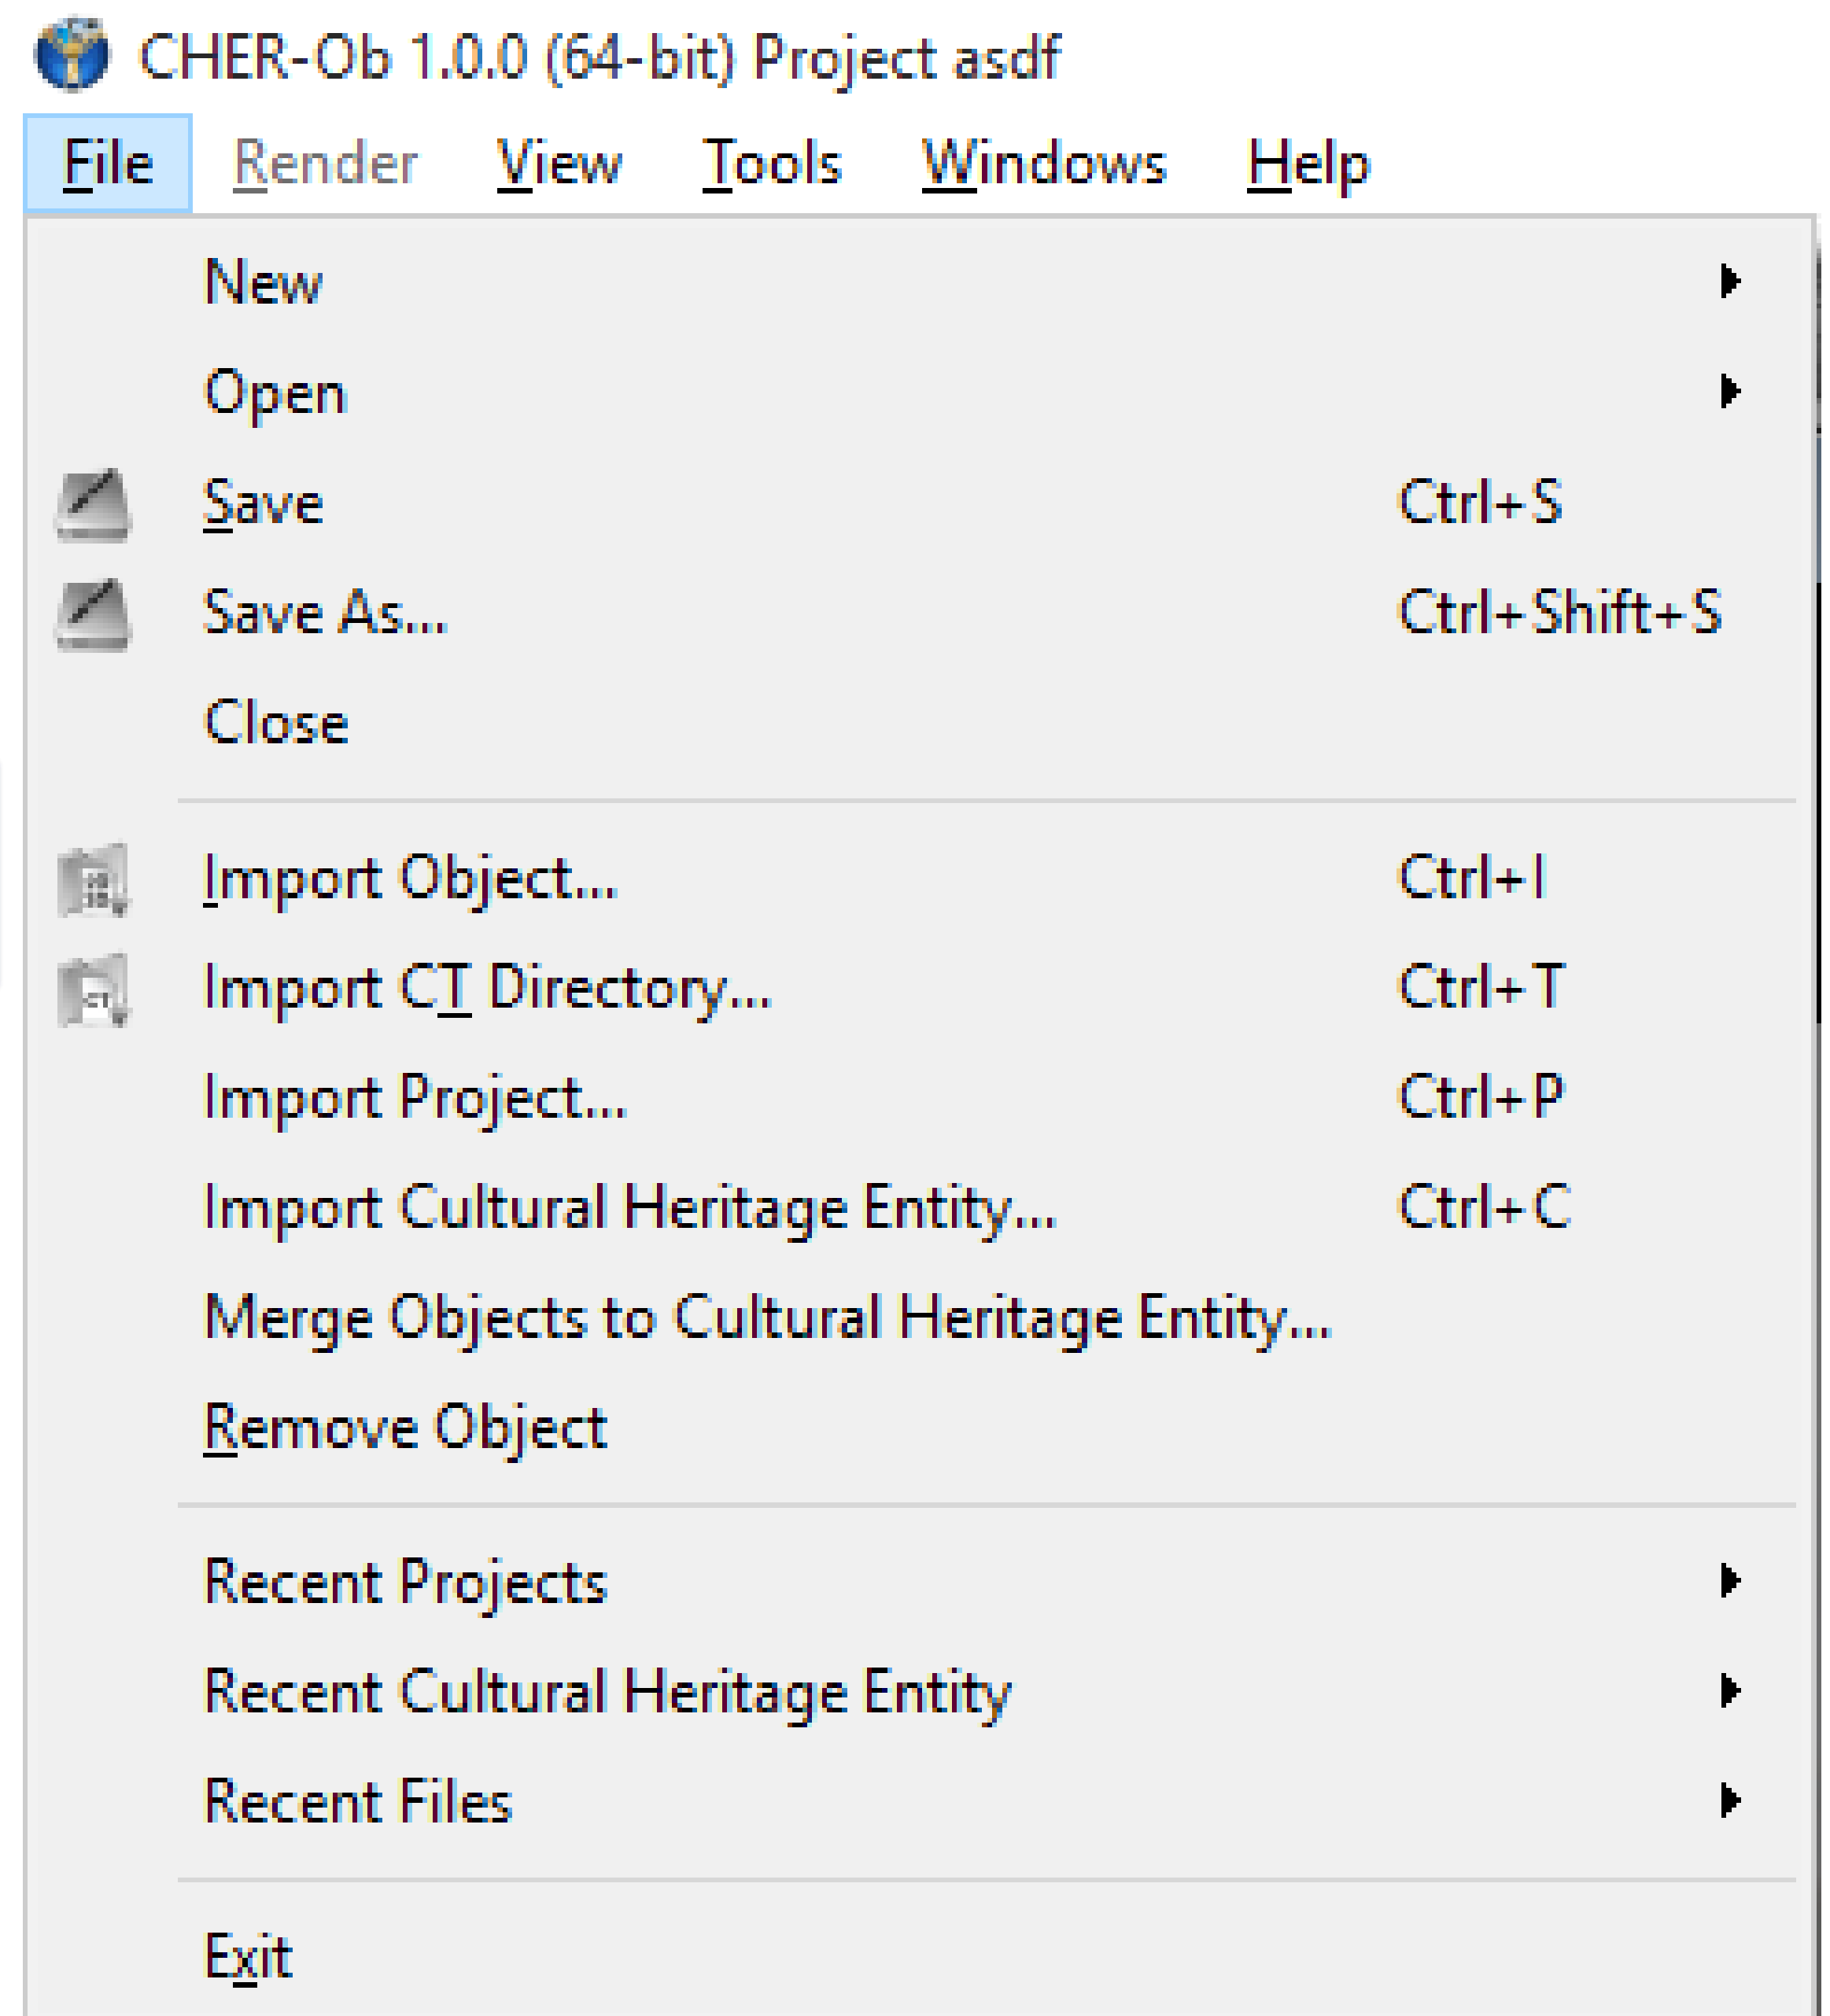 CHER-Ob 1.0.0 (64-bit) Project asdf
File Render View Tools Windows Help
New
Open
Save Ctrl+S
Save As... Ctrl+Shift+S
Close
Import Object... Ctrl+I
CT
Import CT Directory... Ctrl+T
Import Project... Ctrl+P
Import Cultural Heritage Entity... Ctrl+C
Merge Objects to Cultural Heritage Entity...
Remove Object
Recent Projects
Recent Cultural Heritage Entity
Recent Files
Exit